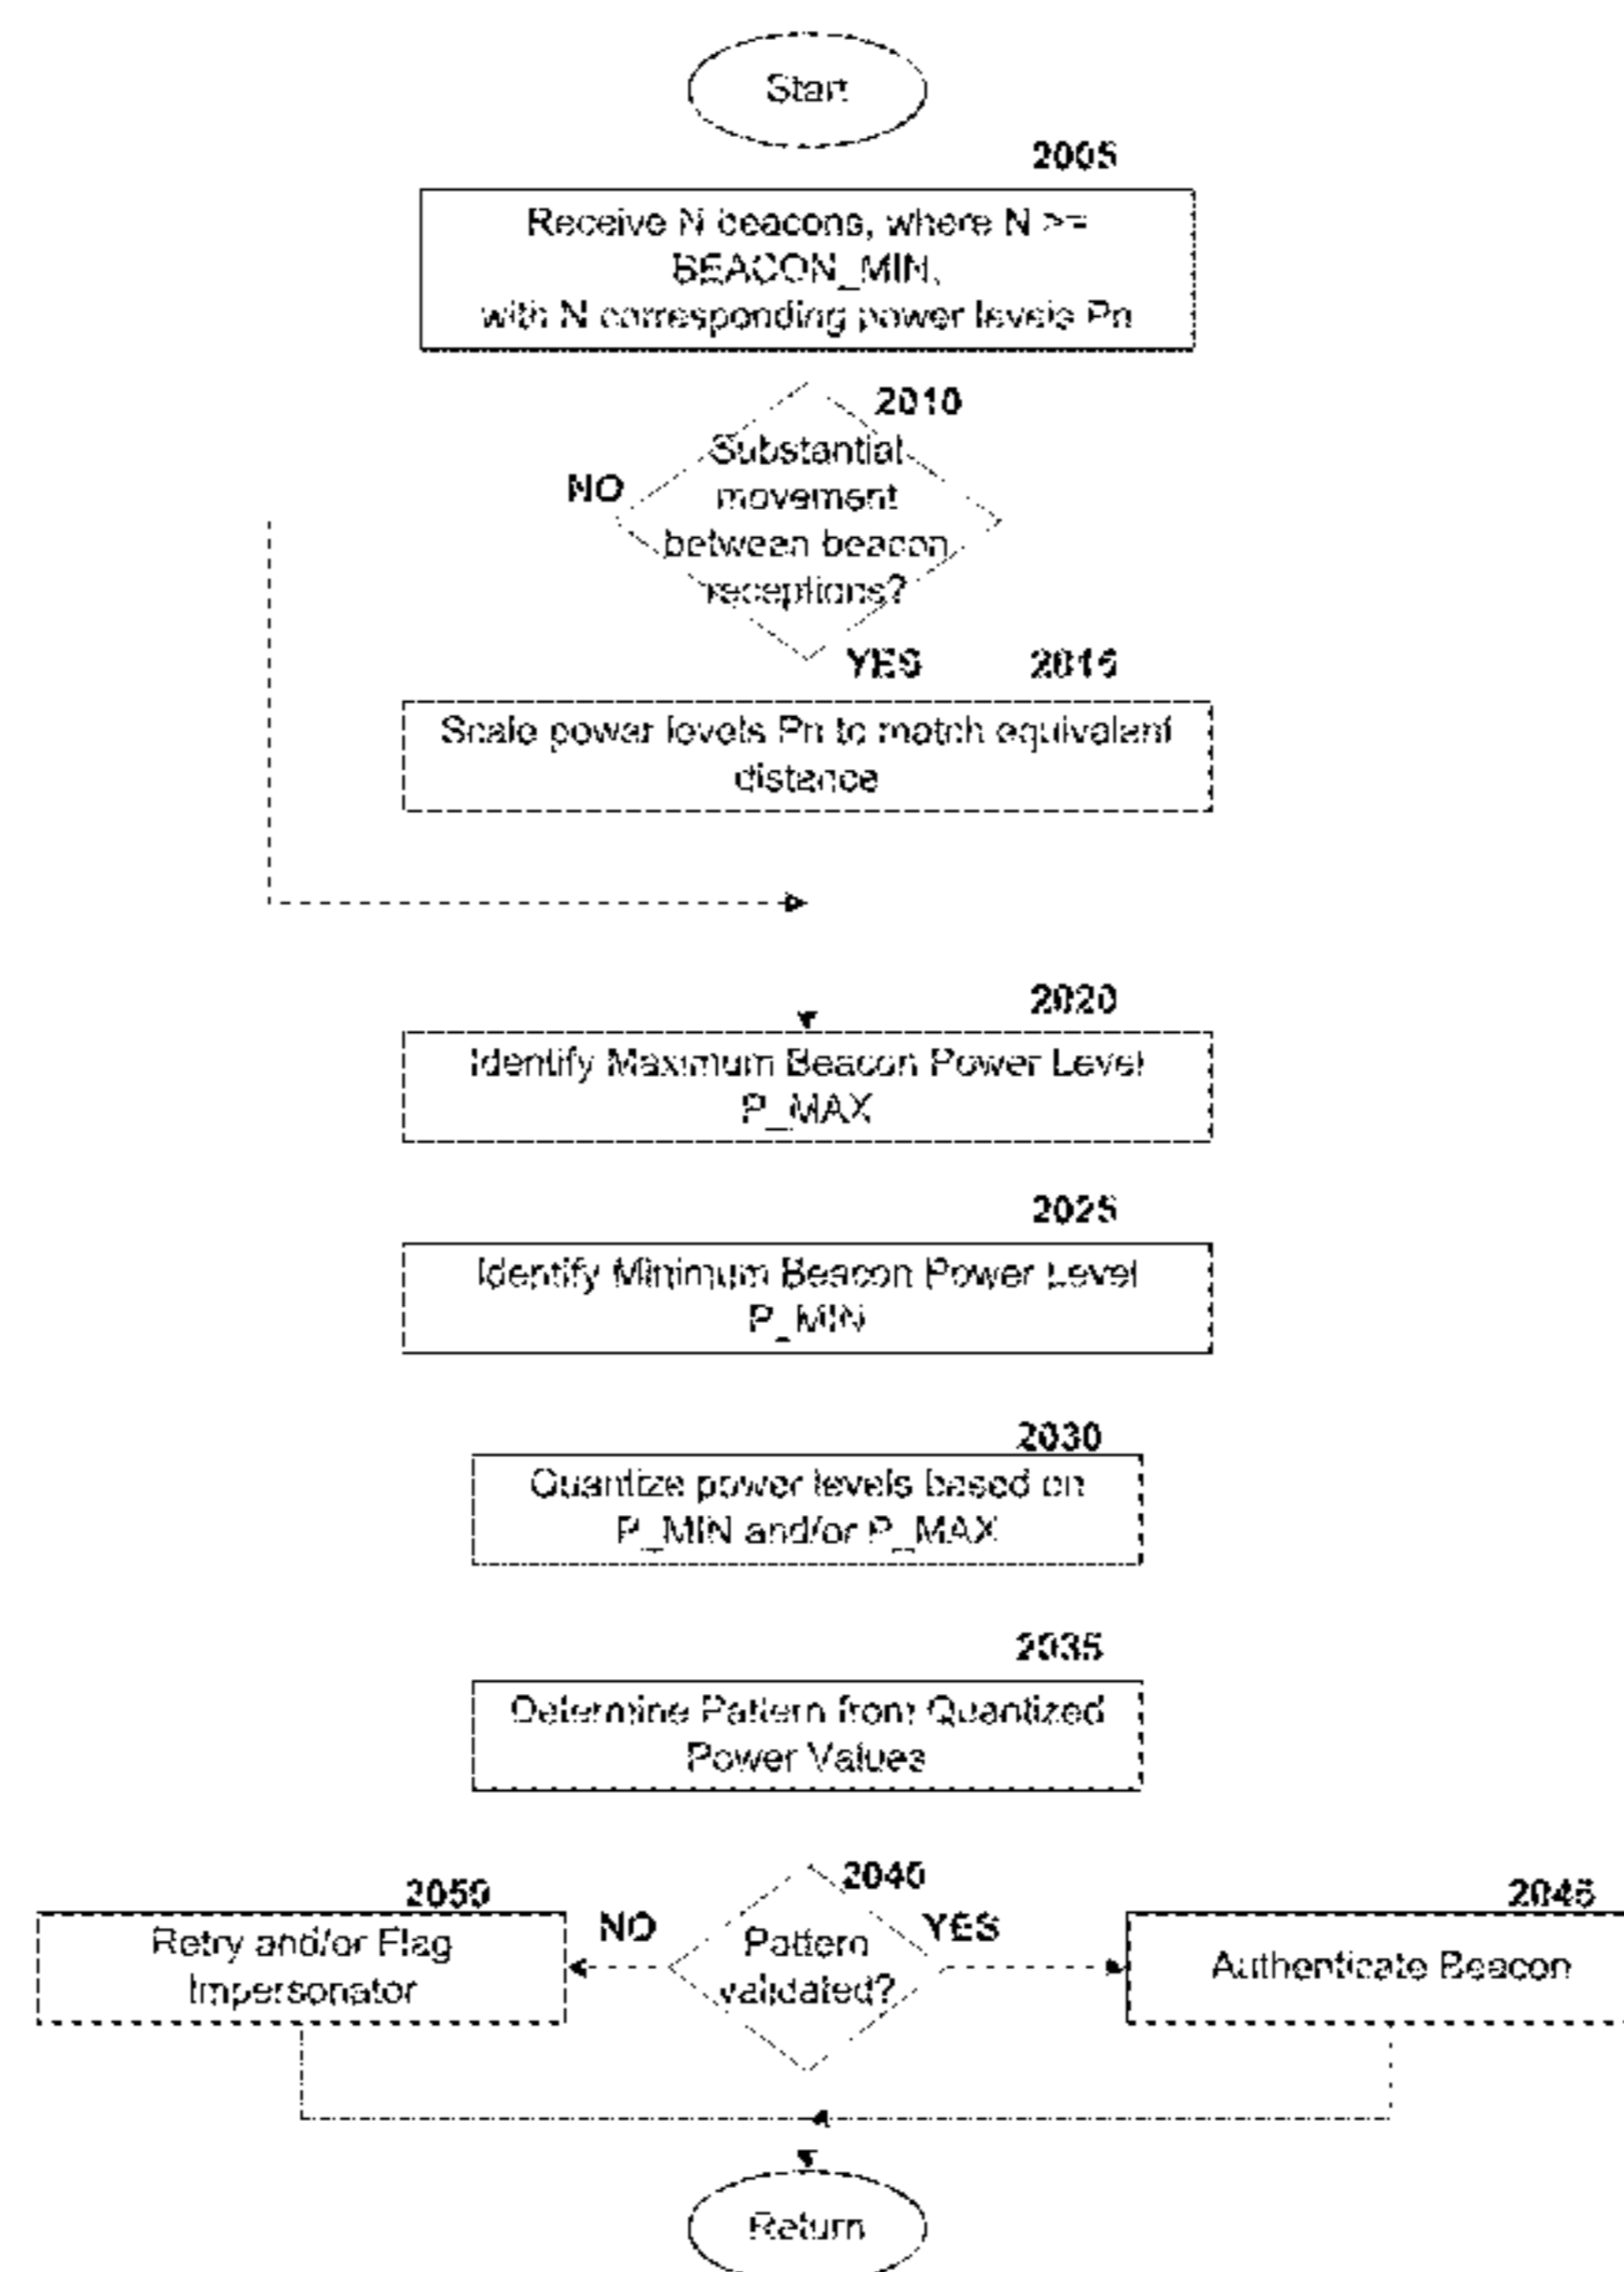 Start
2005
Receive N beacons, where N >=
BEACON_MIN,
with N corresponding power levels Pn
2010
Substantial
movement
between beacon
receptions?
NO
YES
2015
Scale power levels Pn to match equivalent
distance
2020
Identify Maximum Beacon Power Level
P_MAX
2025
Identify Minimum Beacon Power Level
P_MIN
2030
Quantize power levels based on
P_MIN and/or P_MAX
2035
Determine Pattern from Quantized
Power Values
2040
Pattern
validated?
NO
YES
2050
Retry and/or Flag
Impersonator
2045
Authenticate Beacon
Return